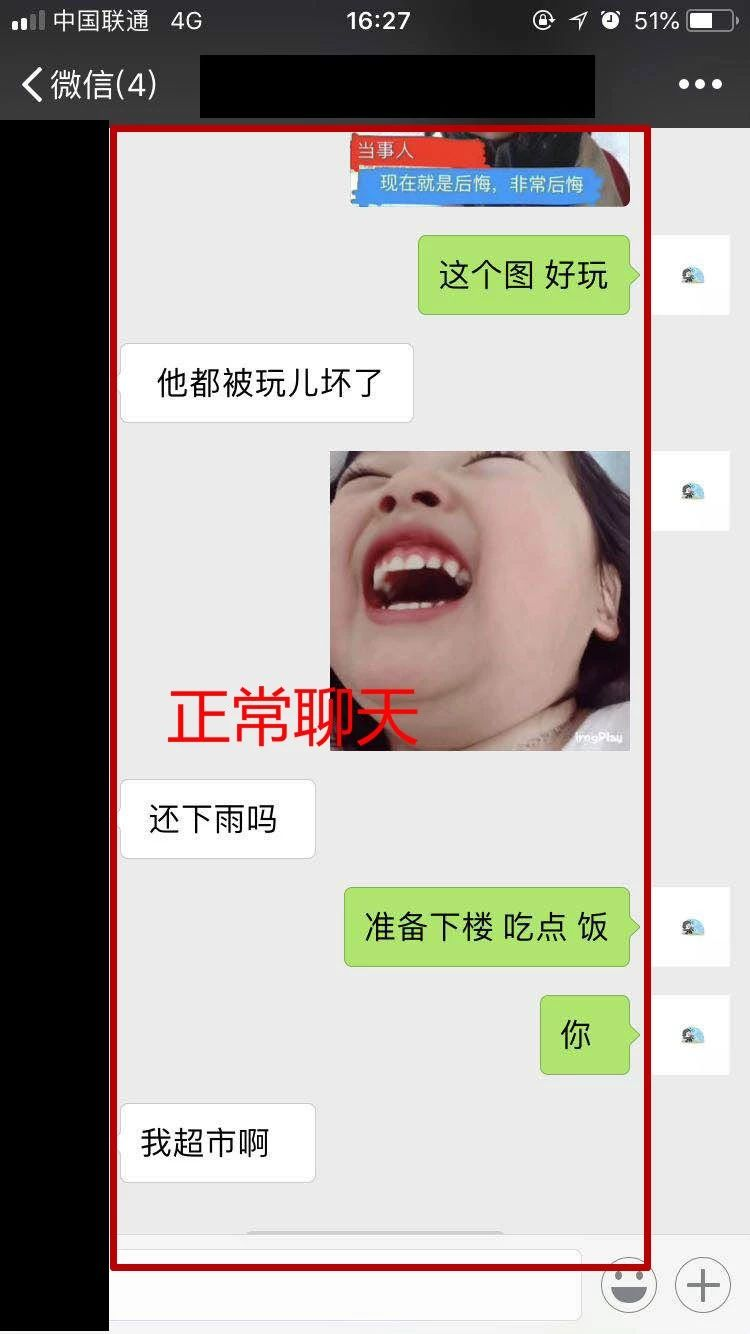 中国联通 4G 16:27 51%
微信(4)
当事人
现在就是后悔，非常后悔
这个图 好玩
他都被玩儿坏了
正常聊天
imgPlay
还下雨吗
准备下楼 吃点 饭
你
我超市啊